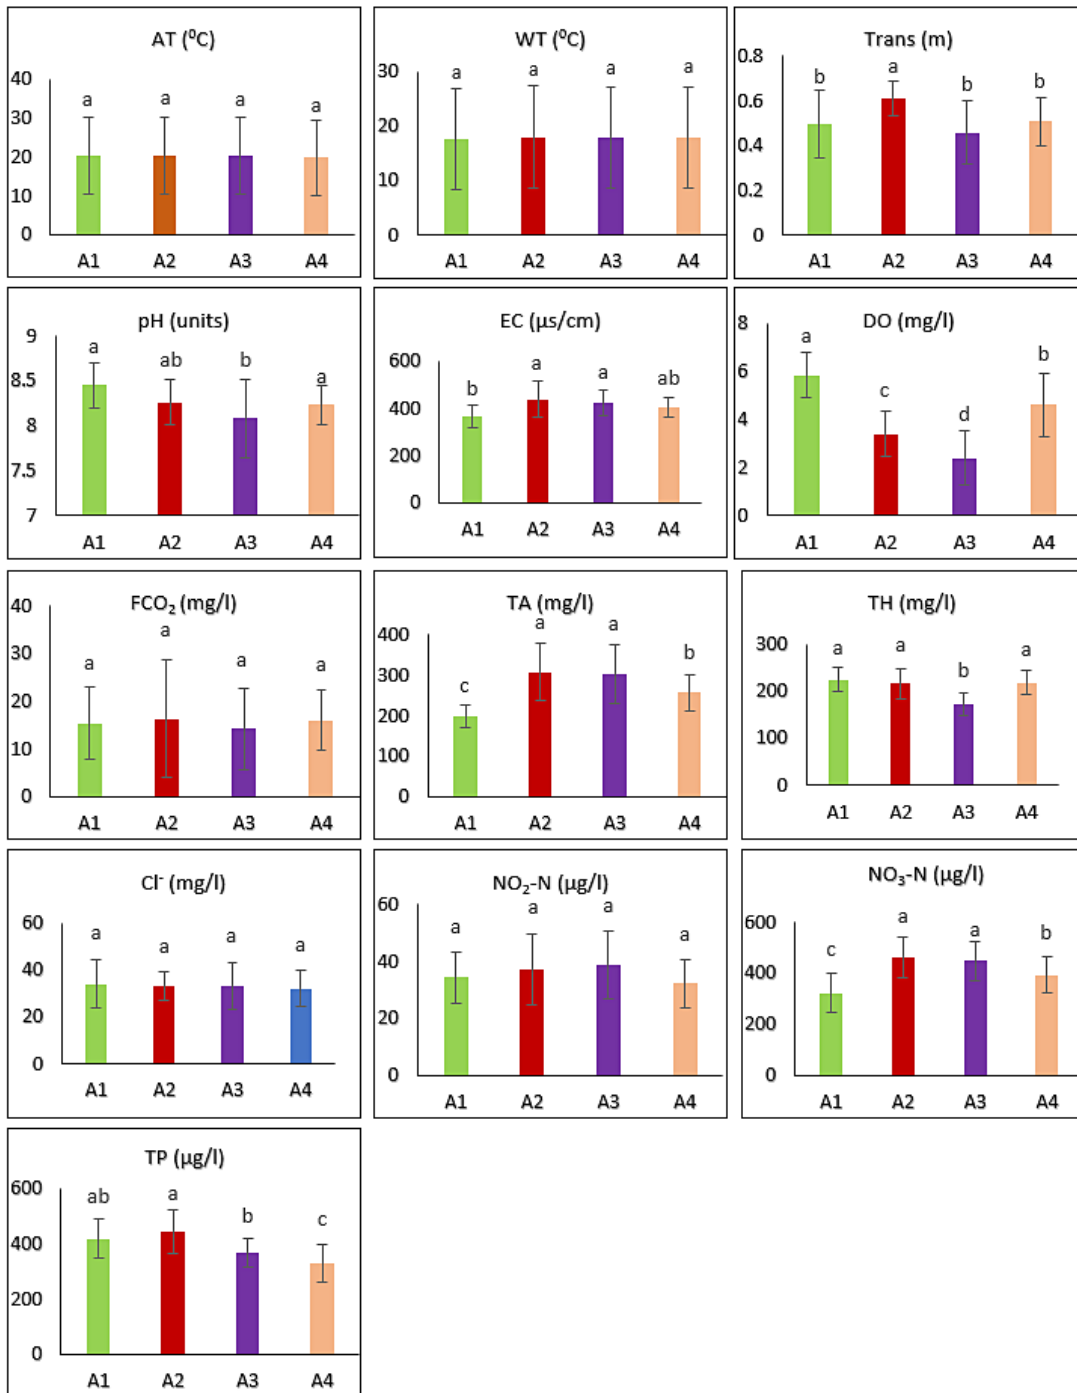 AT (⁰C)
40
30
20
10
0
a a a a
A1 A2 A3 A4
WT (⁰C)
30
20
10
0
a a a a
A1 A2 A3 A4
Trans (m)
0.8
0.6
0.4
0.2
0
b a b b
A1 A2 A3 A4
pH (units)
9
8.5
8
7.5
7
a ab b a
A1 A2 A3 A4
EC (µs/cm)
600
400
200
0
b a a ab
A1 A2 A3 A4
DO (mg/l)
8
6
4
2
0
a c d b
A1 A2 A3 A4
FCO₂ (mg/l)
40
30
20
10
0
a a a a
A1 A2 A3 A4
TA (mg/l)
400
300
200
100
0
c a a b
A1 A2 A3 A4
TH (mg/l)
300
200
100
0
a a b a
A1 A2 A3 A4
Cl⁻ (mg/l)
60
40
20
0
a a a a
A1 A2 A3 A4
NO₂-N (µg/l)
60
40
20
0
a a a a
A1 A2 A3 A4
NO₃-N (µg/l)
600
400
200
0
c a a b
A1 A2 A3 A4
TP (µg/l)
600
400
200
0
ab a b c
A1 A2 A3 A4